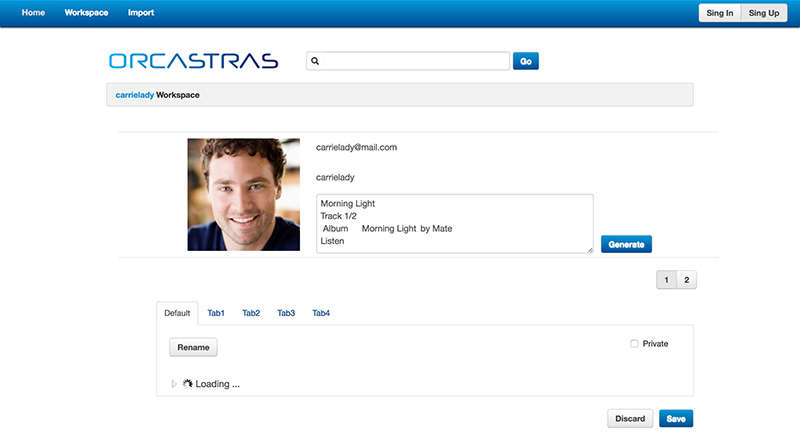 Home Workspace Import Sing In Sing Up
ORCASTRAS Go
carrielady Workspace
carrielady@mail.com
carrielady
Morning Light
Track 1/2
Album Morning Light by Mate
Listen
Generate
1 2
Default Tab1 Tab2 Tab3 Tab4
Rename Private
Loading ...
Discard Save